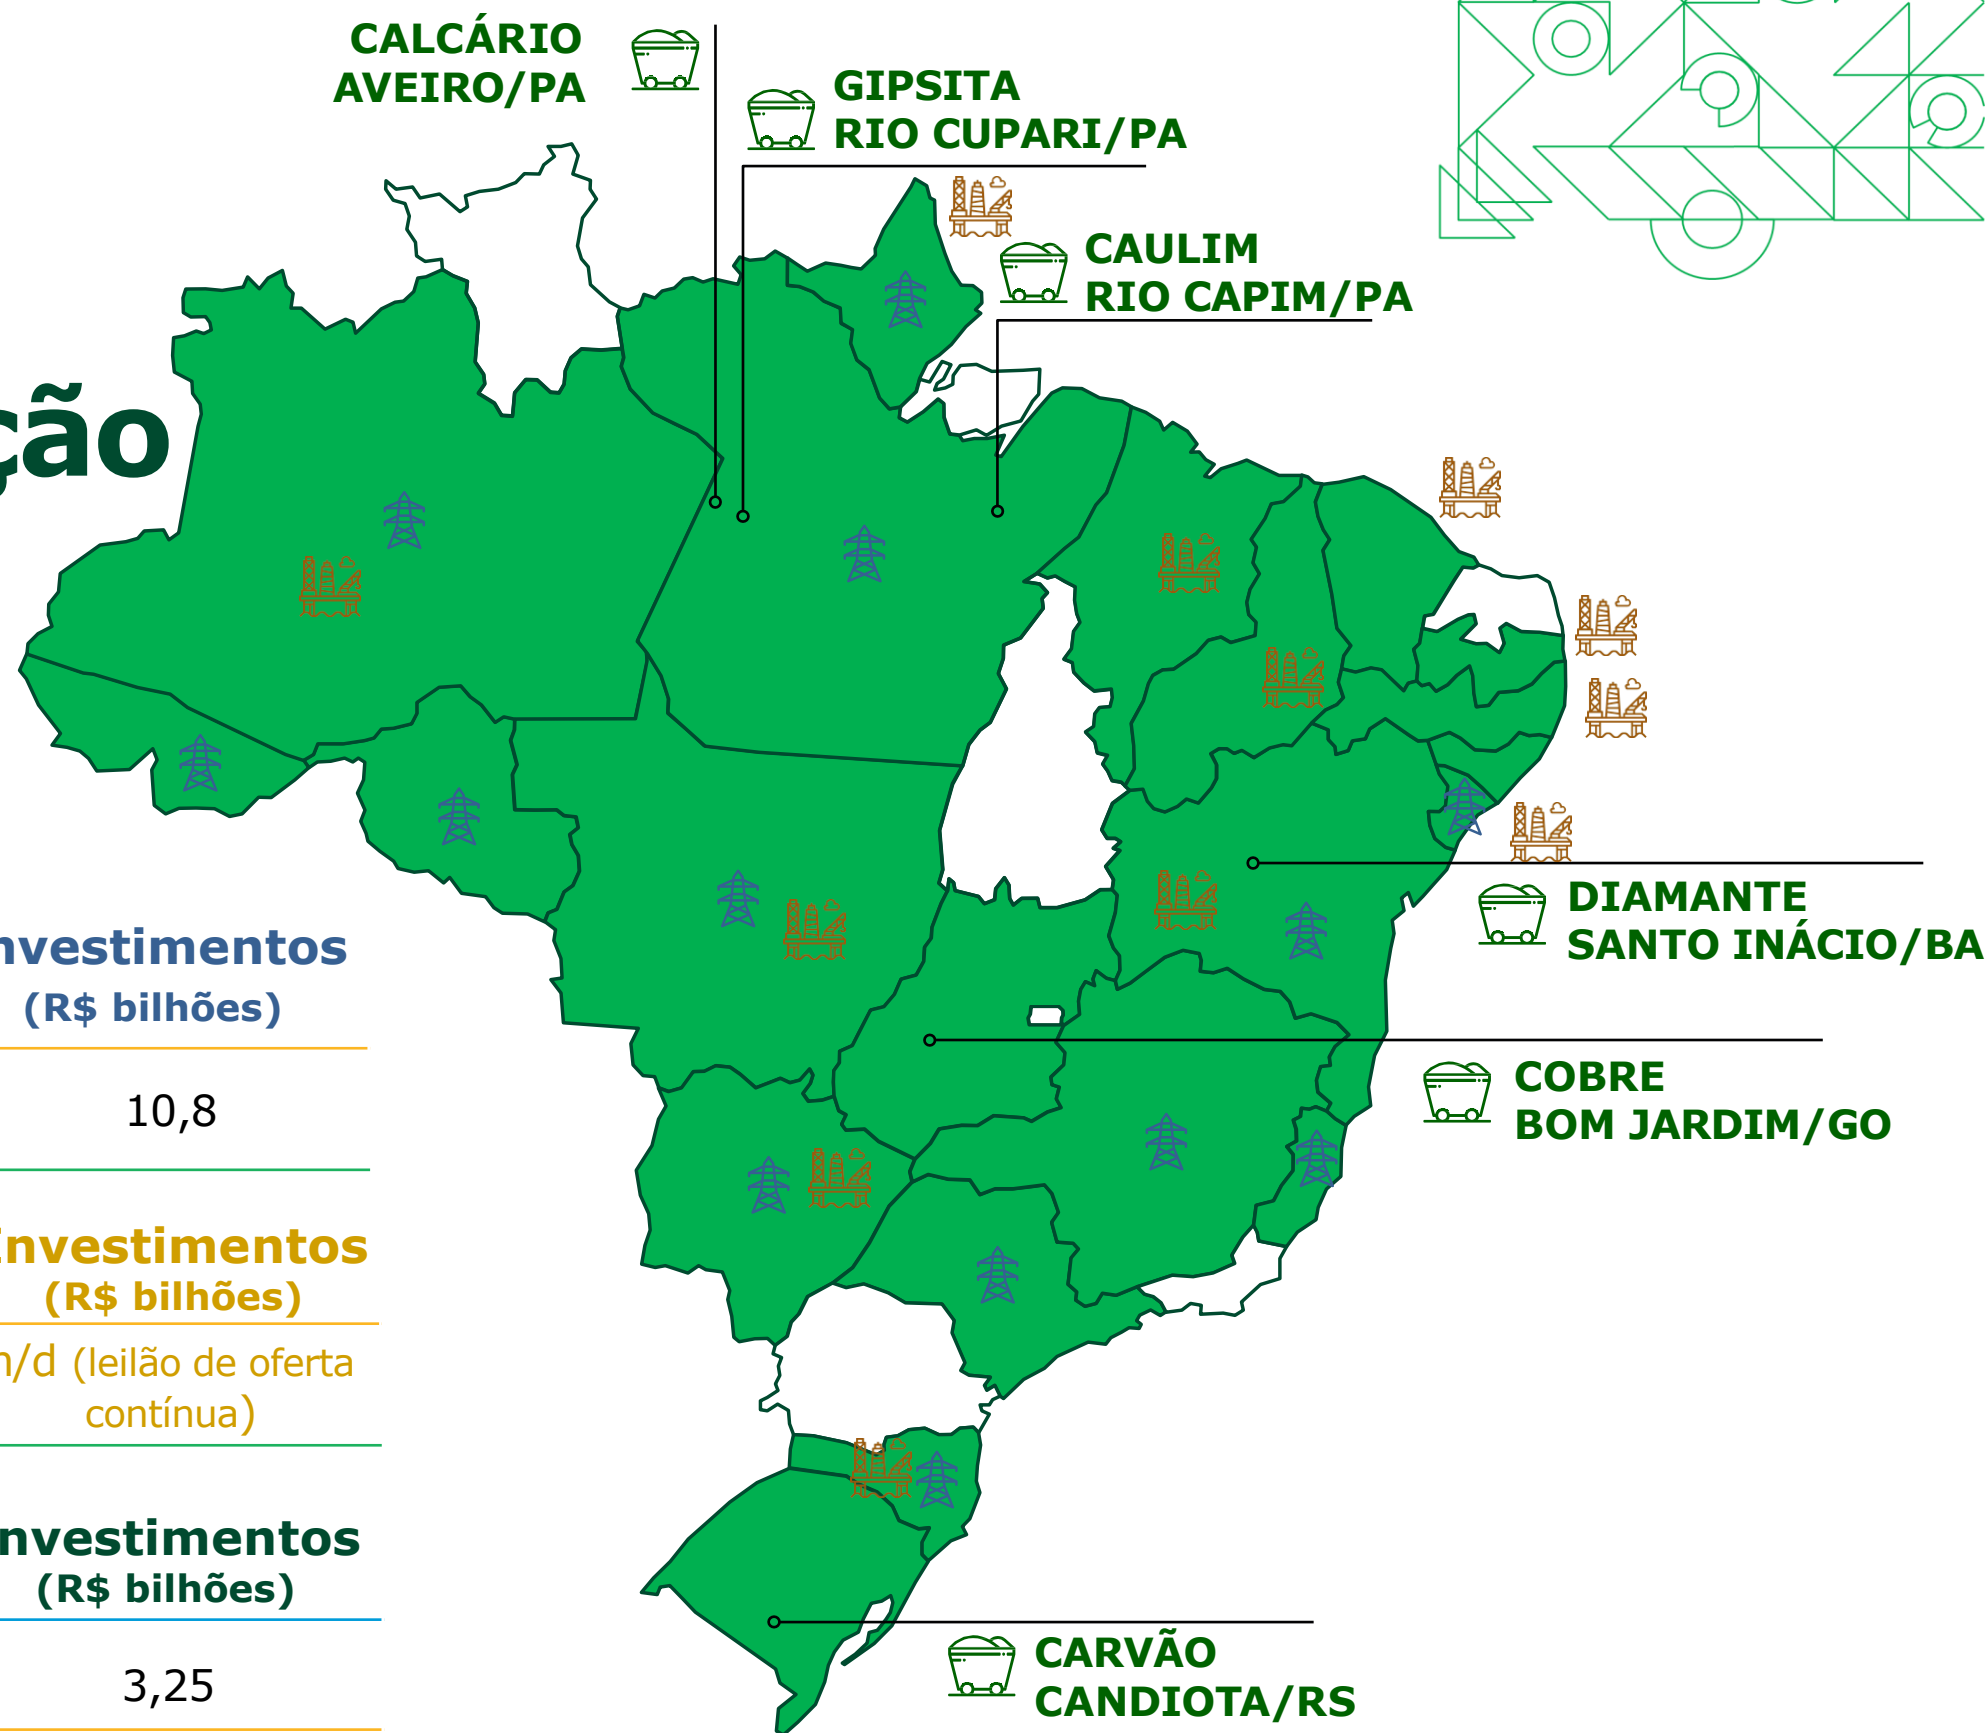 CALCÁRIO
AVEIRO/PA
GIPSITA
RIO CUPARI/PA
CAULIM
RIO CAPIM/PA
ção
DIAMANTE
SANTO INÁCIO/BA
nvestimentos
(R$ bilhões)
10,8
COBRE
BOM JARDIM/GO
Investimentos
(R$ bilhões)
n/d (leilão de oferta
contínua)
nvestimentos
(R$ bilhões)
3,25
CARVÃO
CANDIOTA/RS